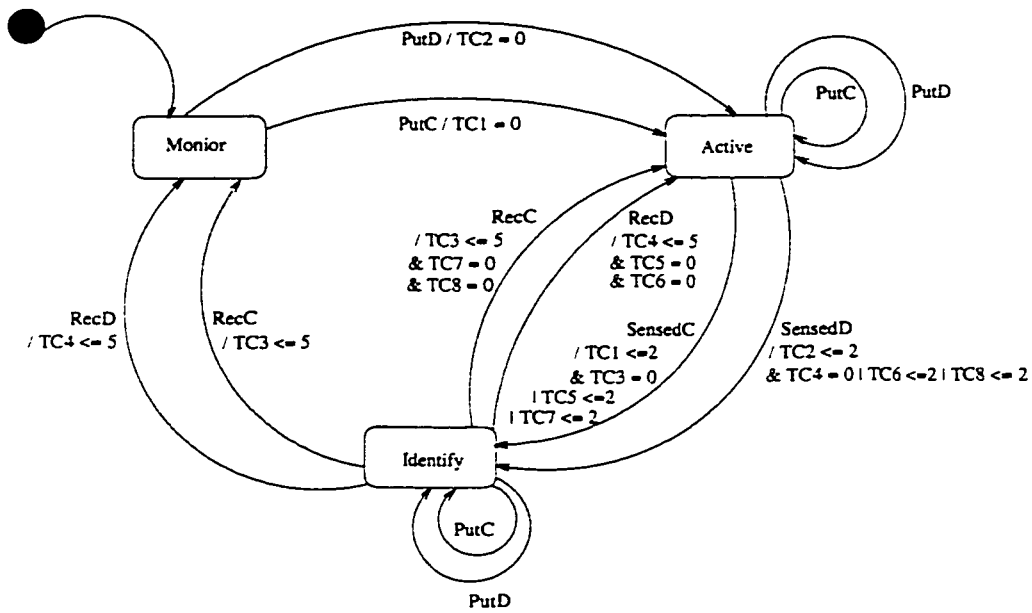 PutD / TC2 = 0
PutC
PutD
PutC / TC1 = 0
Monior
Active
RecC
/ TC3 <= 5
& TC7 = 0
& TC8 = 0
RecD
/ TC4 <= 5
& TC5 = 0
& TC6 = 0
RecD
/ TC4 <= 5
RecC
/ TC3 <= 5
SensedC
/ TC1 <=2
& TC3 = 0
| TC5 <=2
| TC7 <= 2
SensedD
/ TC2 <= 2
& TC4 = 0 | TC6 <=2 | TC8 <= 2
Identify
PutC
PutD